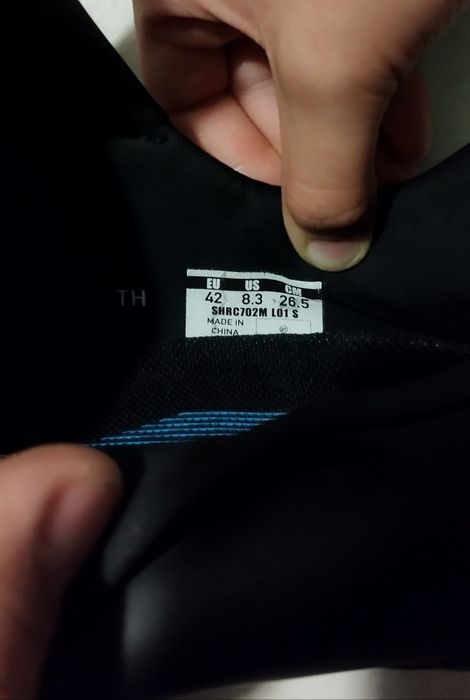 EU US CM
42 8.3 26.5
SHRC702M L01 S
MADE IN
CHINA
TH